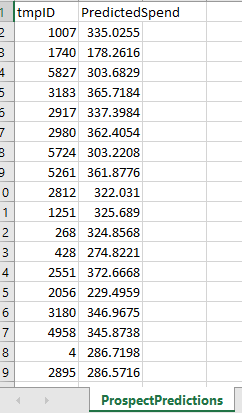 1 tmpID PredictedSpend
2 1007 335.0255
3 1740 178.2616
4 5827 303.6829
5 3183 365.7184
6 2917 337.3984
7 2980 362.4054
8 5724 303.2208
9 5261 361.8776
0 2812 322.031
1 1251 325.689
2 268 324.8568
3 428 274.8221
4 2551 372.6668
5 2056 229.4959
6 3180 346.9675
7 4958 345.8738
8 4 286.7198
9 2895 286.5716
ProspectPredictions